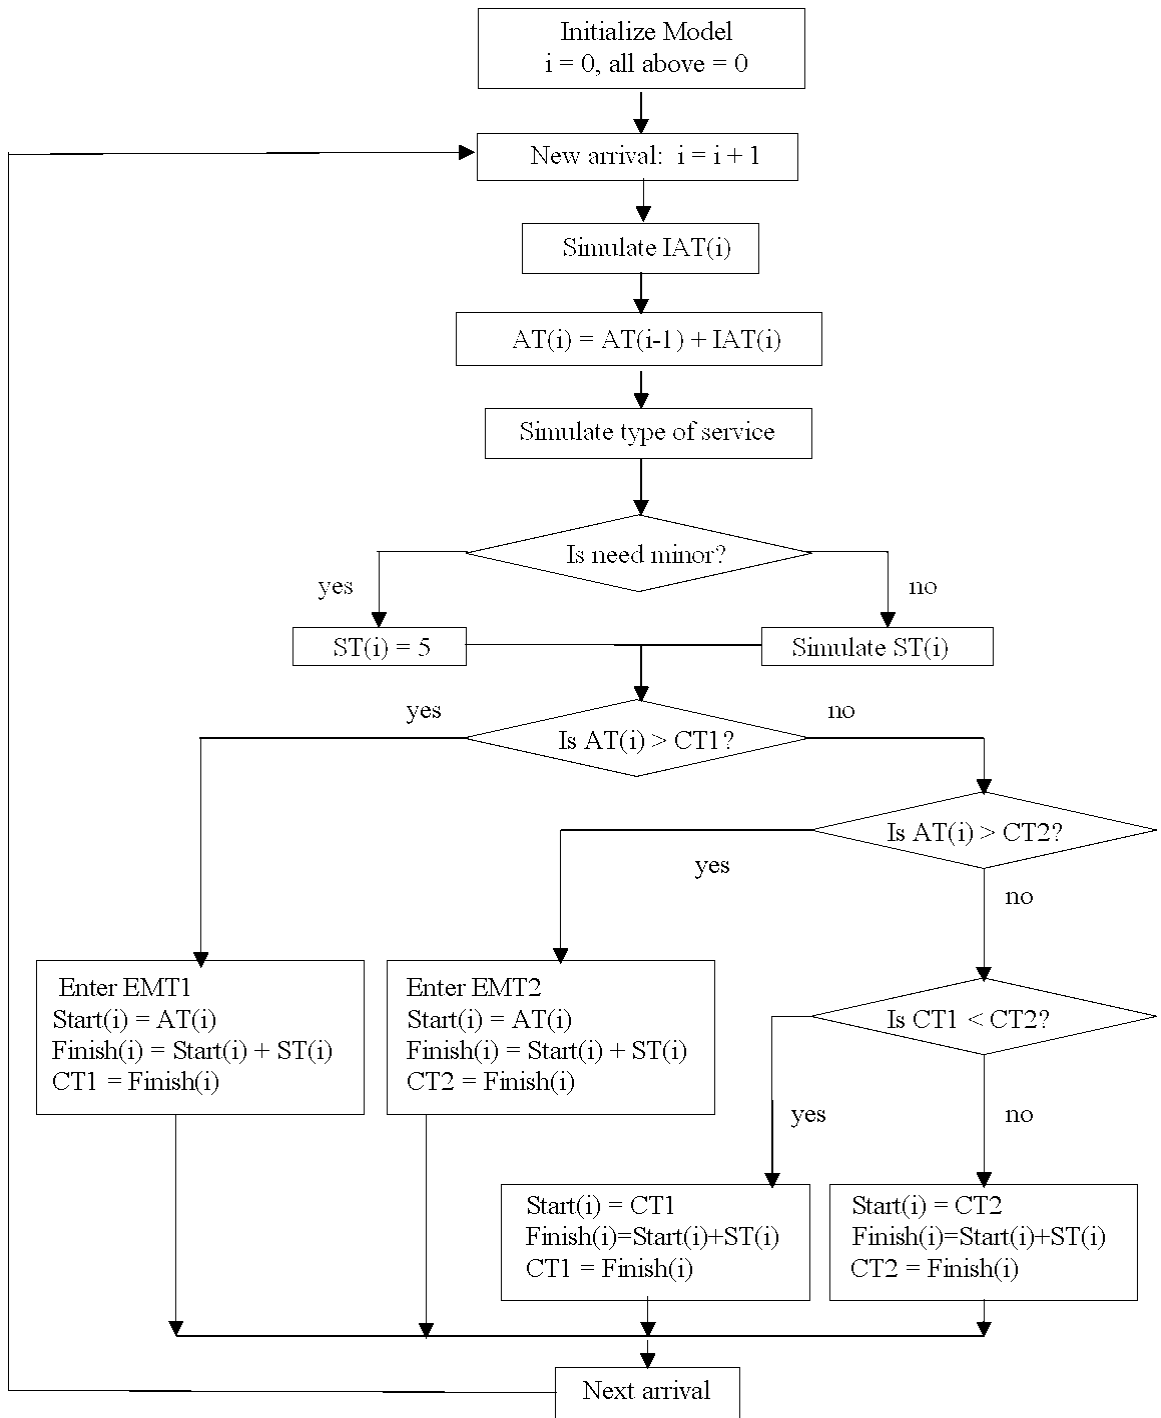 Initialize Model
i = 0, all above = 0
New arrival:  i = i + 1
Simulate IAT(i)
AT(i) = AT(i-1) + IAT(i)
Simulate type of service
Is need minor?
yes
no
ST(i) = 5
Simulate ST(i)
yes
no
Is AT(i) > CT1?
Is AT(i) > CT2?
yes
no
Enter EMT1
Start(i) = AT(i)
Finish(i) = Start(i) + ST(i)
CT1 = Finish(i)
Enter EMT2
Start(i) = AT(i)
Finish(i) = Start(i) + ST(i)
CT2 = Finish(i)
Is CT1 < CT2?
yes
no
Start(i) = CT1
Finish(i)=Start(i)+ST(i)
CT1 = Finish(i)
Start(i) = CT2
Finish(i)=Start(i)+ST(i)
CT2 = Finish(i)
Next arrival